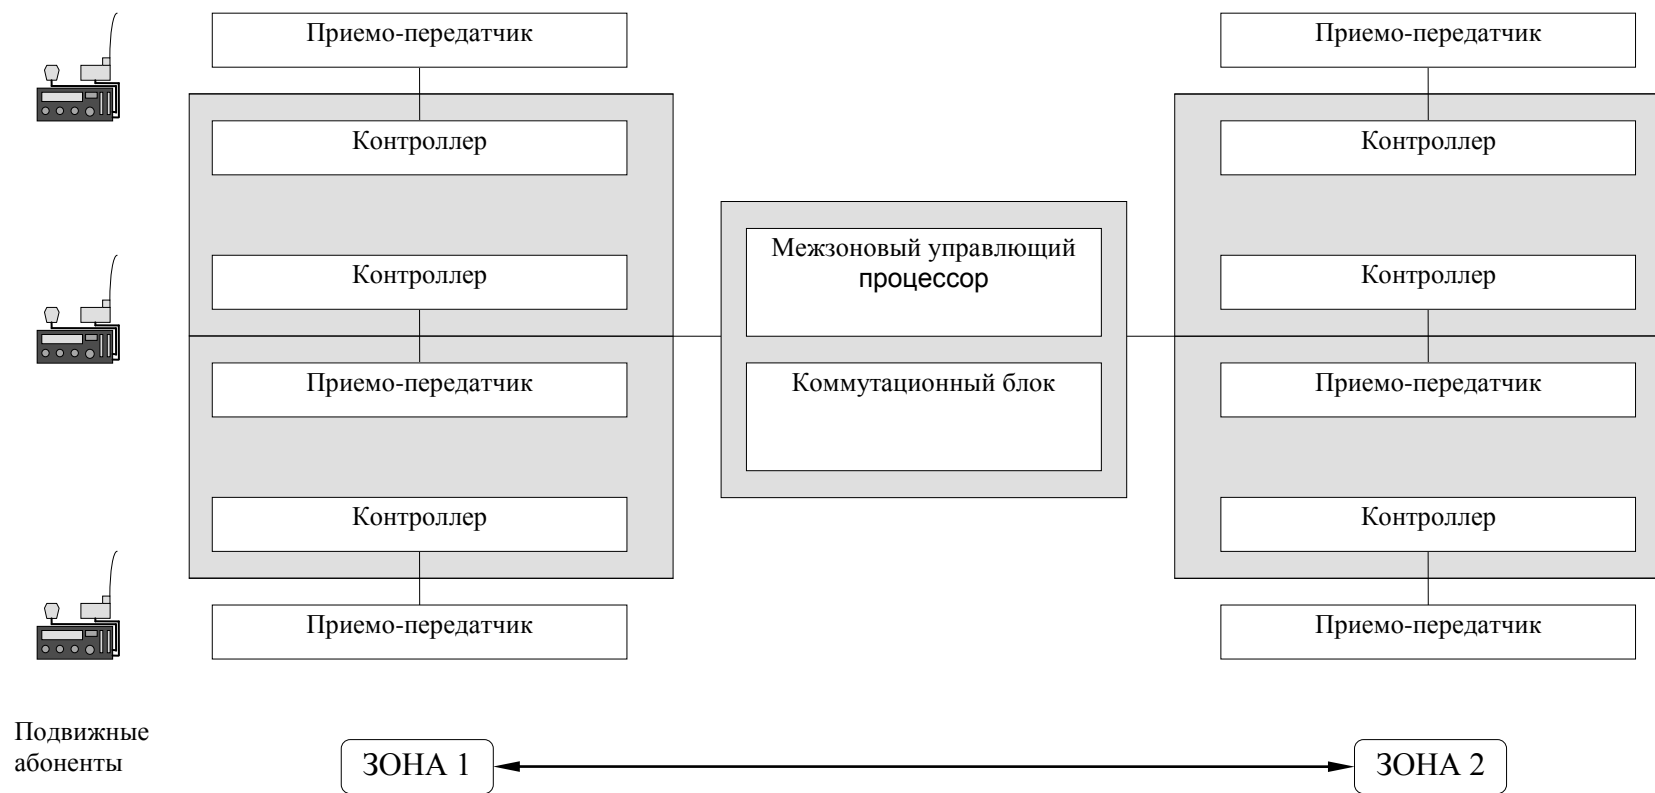 Приемо-передатчик
Приемо-передатчик
Контроллер
Контроллер
Межзоновый управлющий
процессор
Контроллер
Контроллер
Приемо-передатчик
Коммутационный блок
Приемо-передатчик
Контроллер
Контроллер
Приемо-передатчик
Приемо-передатчик
Подвижные
абоненты
ЗОНА 1
ЗОНА 2